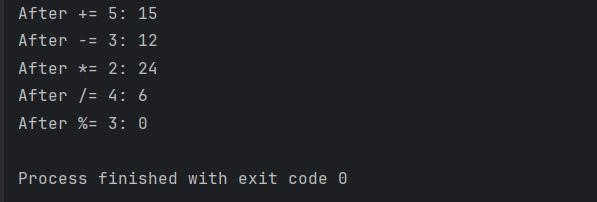 After += 5: 15
After -= 3: 12
After *= 2: 24
After /= 4: 6
After %= 3: 0
Process finished with exit code 0